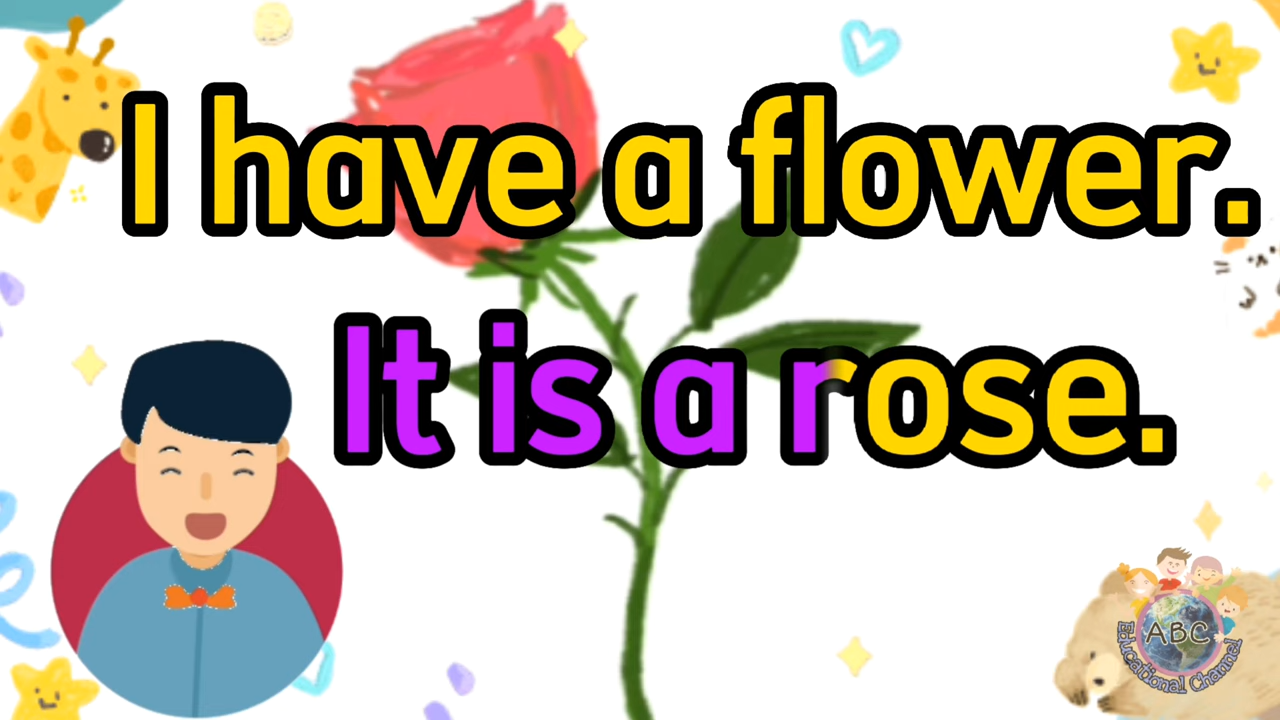 I have a flower.
It is a rose.
ABC
Educational Channel